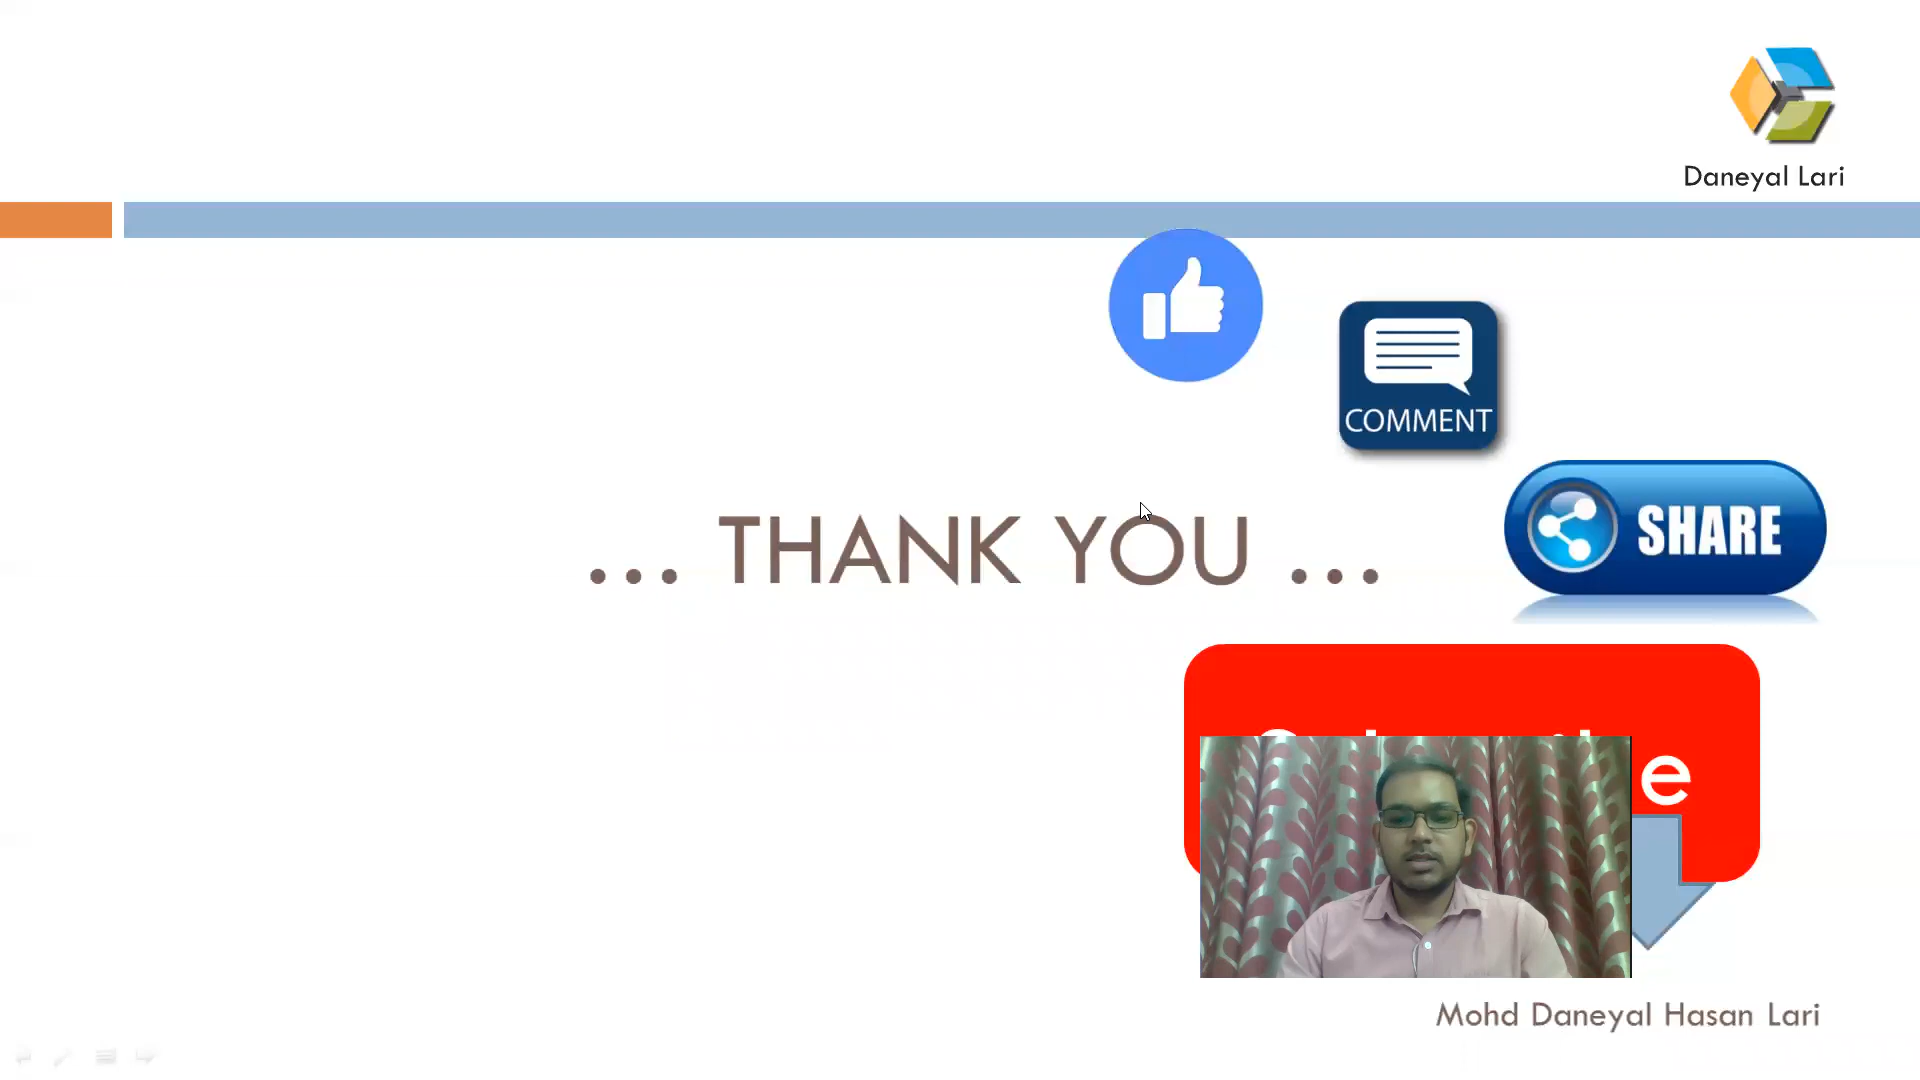 Daneyal Lari
COMMENT
SHARE
... THANK YOU ...
Mohd Daneyal Hasan Lari